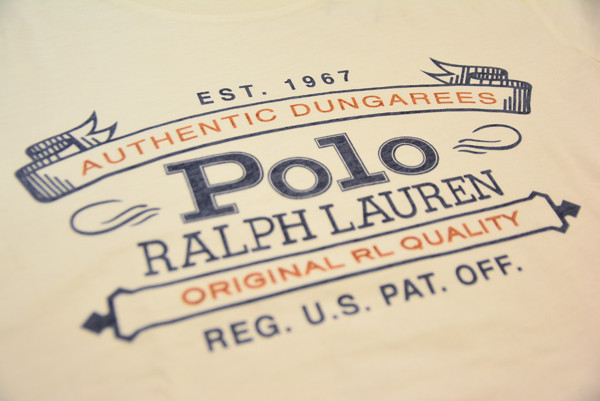 EST. 1967
AUTHENTIC DUNGAREES
Polo
RALPH LAUREN
ORIGINAL RL QUALITY
REG. U.S. PAT. OFF.